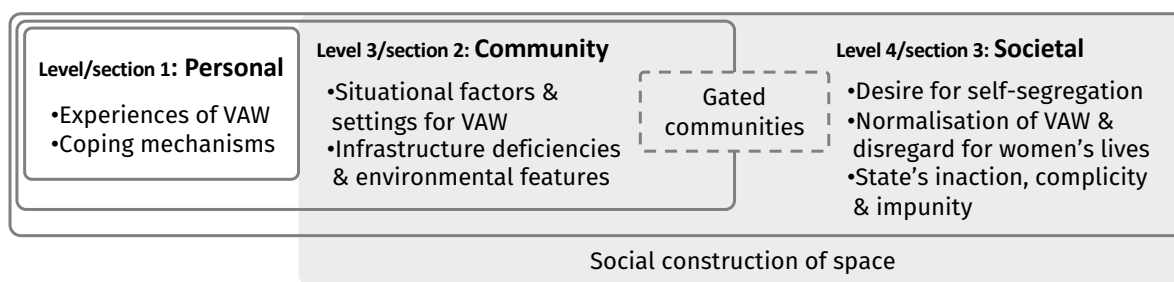 Level/section 1: Personal
•Experiences of VAW
•Coping mechanisms
Level 3/section 2: Community
•Situational factors &
settings for VAW
•Infrastructure deficiencies
& environmental features
Gated
communities
Level 4/section 3: Societal
•Desire for self-segregation
•Normalisation of VAW &
disregard for women’s lives
•State’s inaction, complicity
& impunity
Social construction of space